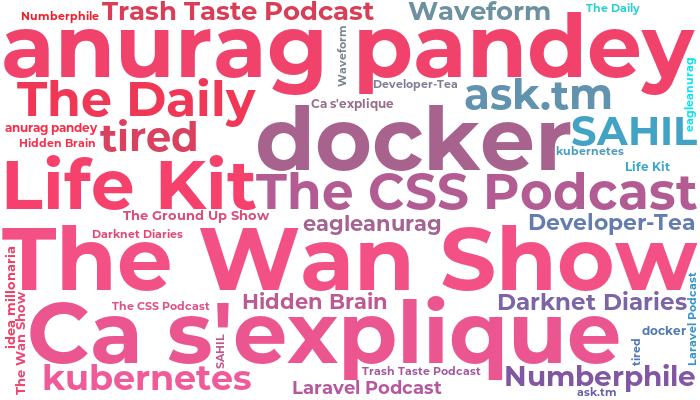 Numberphile
Trash Taste Podcast
Waveform
The Daily
anurag pandey
Waveform
Developer-Tea
The Daily
Ca s'explique
ask.tm
eagleanurag
anurag pandey
tired
Hidden Brain
docker
SAHIL
kubernetes
Life Kit
Life Kit
The CSS Podcast
The Ground Up Show
eagleanurag
Developer-Tea
Darknet Diaries
The Wan Show
idea millonaria
The Wan Show
The CSS Podcast
Hidden Brain
Darknet Diaries
Laravel Podcast
Ca s'explique
SAHIL
docker
tired
kubernetes
Trash Taste Podcast
Laravel Podcast
Numberphile
ask.tm